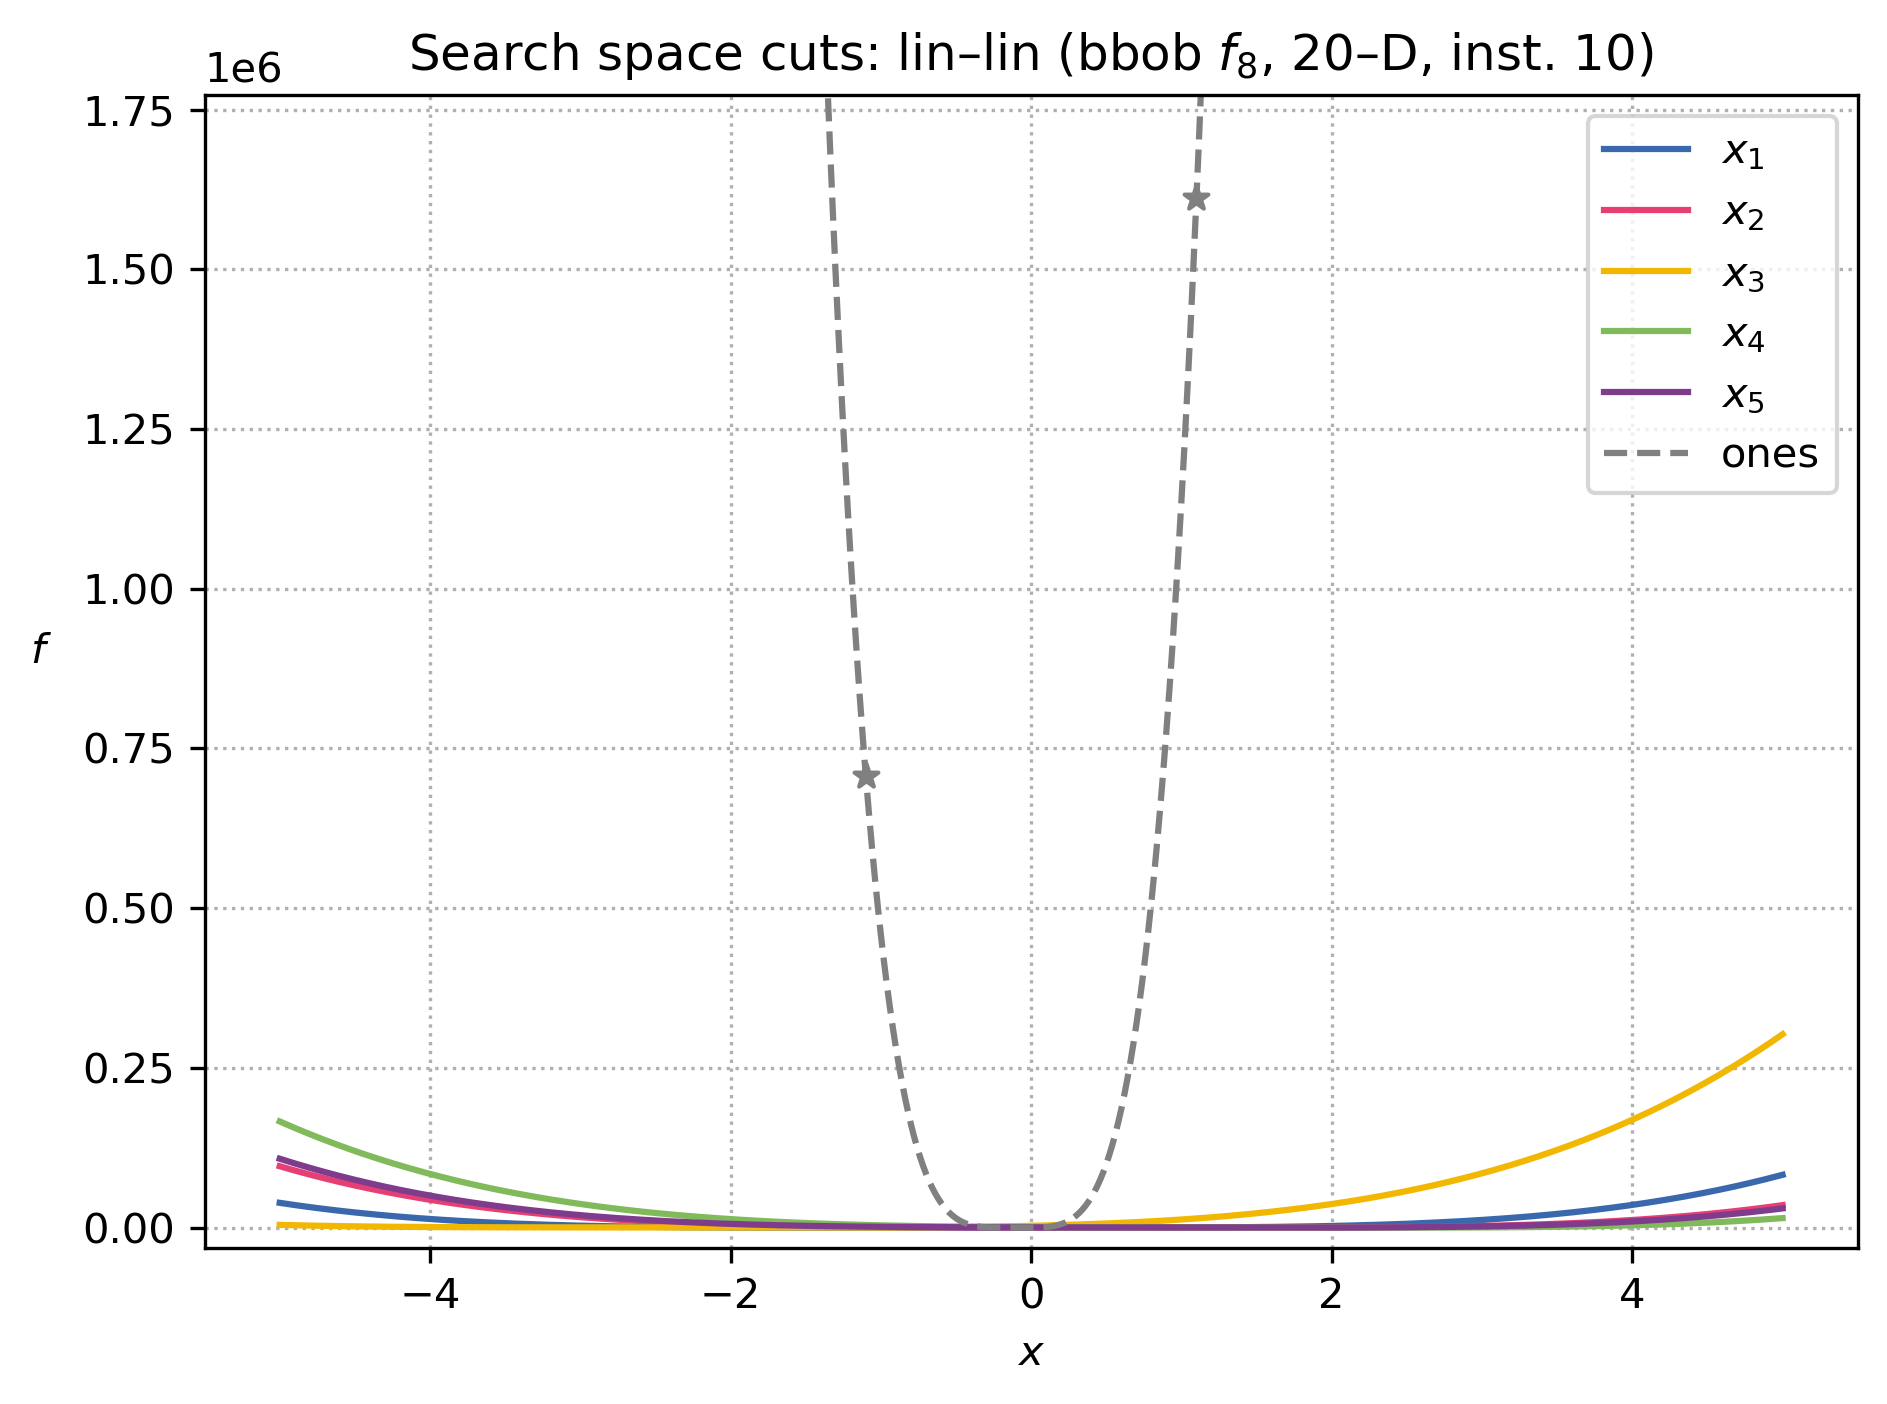 Search space cuts: lin–lin (bbob f₈, 20–D, inst. 10)
1e6
1.75
1.50
1.25
1.00
0.75
0.50
0.25
0.00
f
−4
−2
0
2
4
x
x₁
x₂
x₃
x₄
x₅
ones